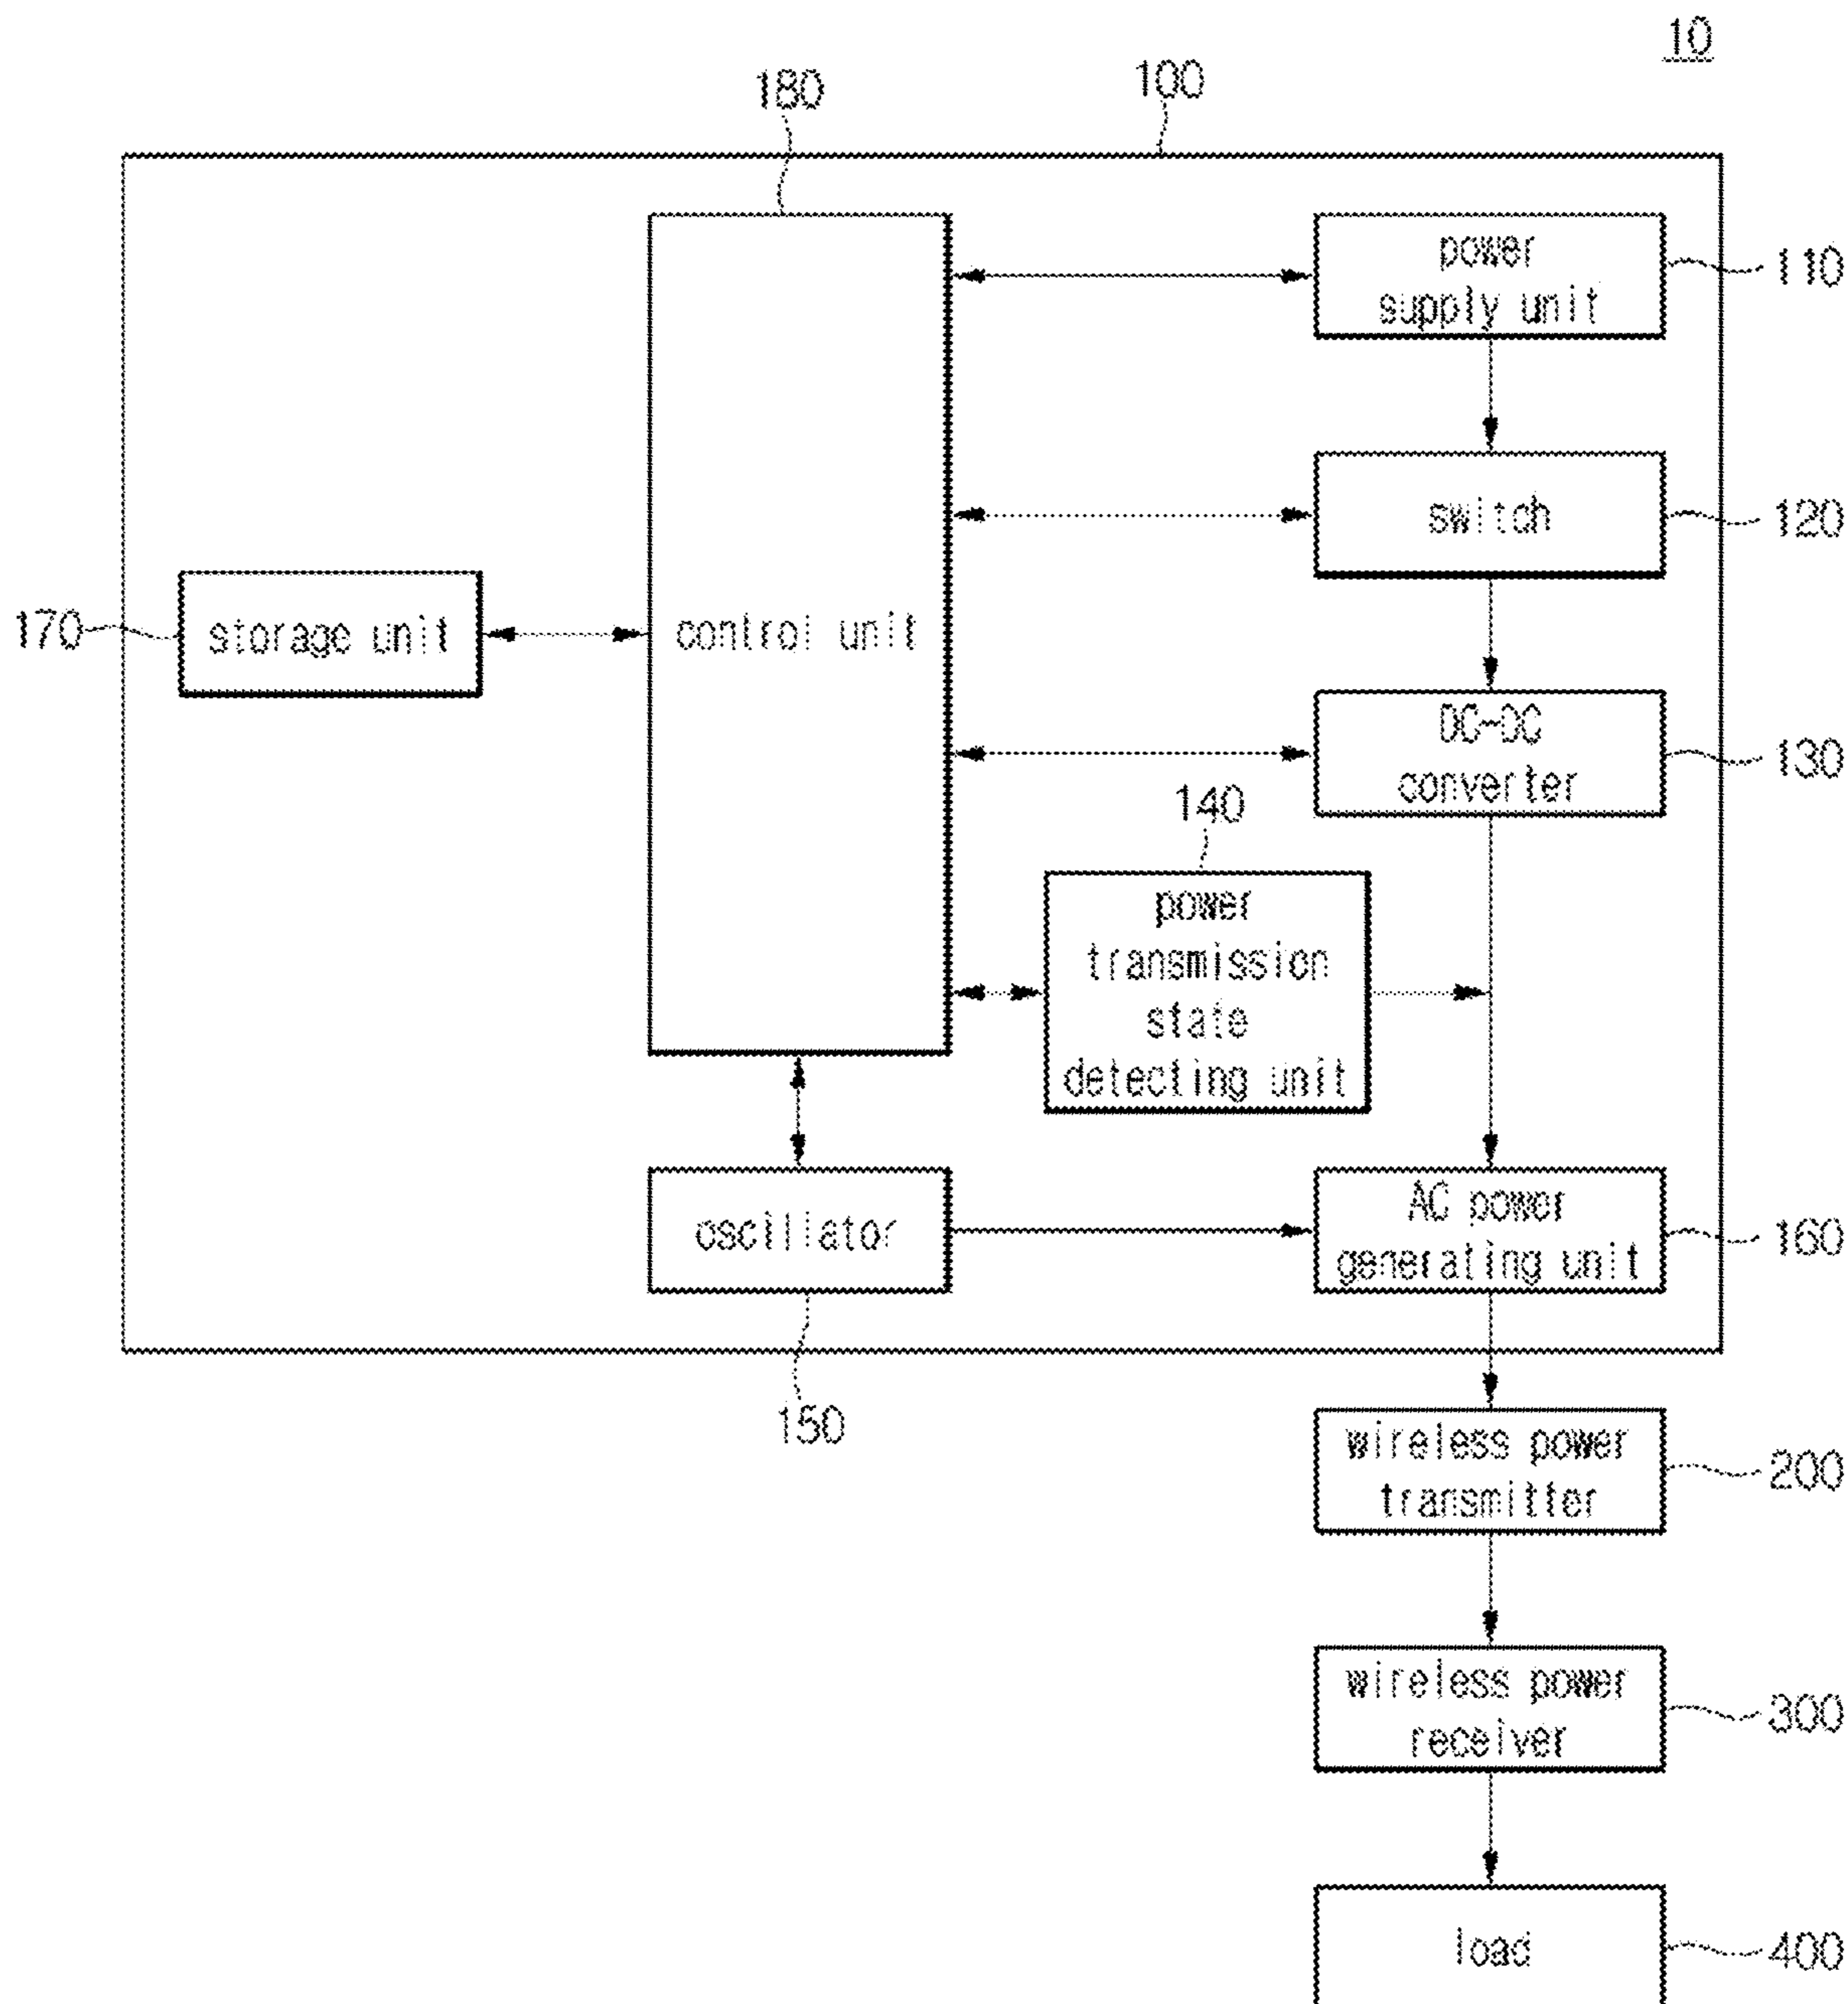 10
180
100
power
supply unit
110
switch
120
170
storage unit
control unit
DC-DC
converter
130
140
power
transmission
state
detecting unit
oscillator
AC power
generating unit
160
150
wireless power
transmitter
200
wireless power
receiver
300
load
400